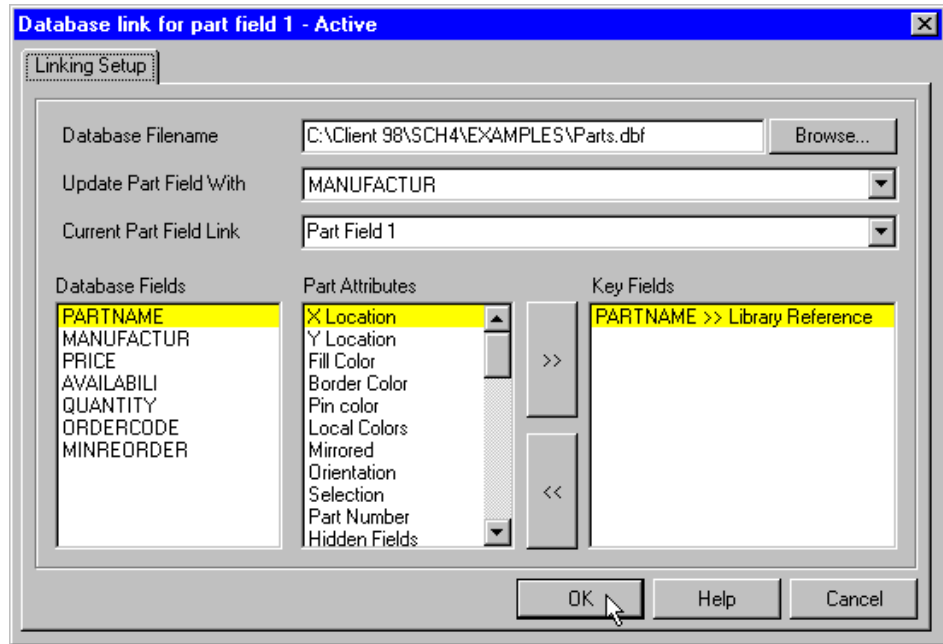 Database link for part field 1 - Active
Linking Setup
Database Filename
C:\Client 98\SCH4\EXAMPLES\Parts.dbf
Browse...
Update Part Field With
MANUFACTUR
Current Part Field Link
Part Field 1
Database Fields
PARTNAME
MANUFACTUR
PRICE
AVAILABILI
QUANTITY
ORDERCODE
MINREORDER
Part Attributes
X Location
Y Location
Fill Color
Border Color
Pin color
Local Colors
Mirrored
Orientation
Selection
Part Number
Hidden Fields
>>
<<
Key Fields
PARTNAME >> Library Reference
OK
Help
Cancel